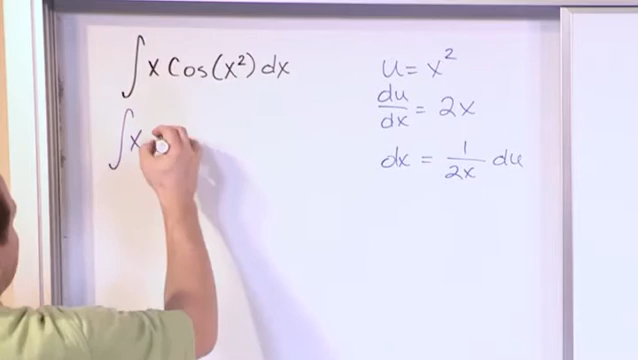 ∫ x Cos(x²) dx
∫ x
u = x²
du/dx = 2x
dx = 1/2x du